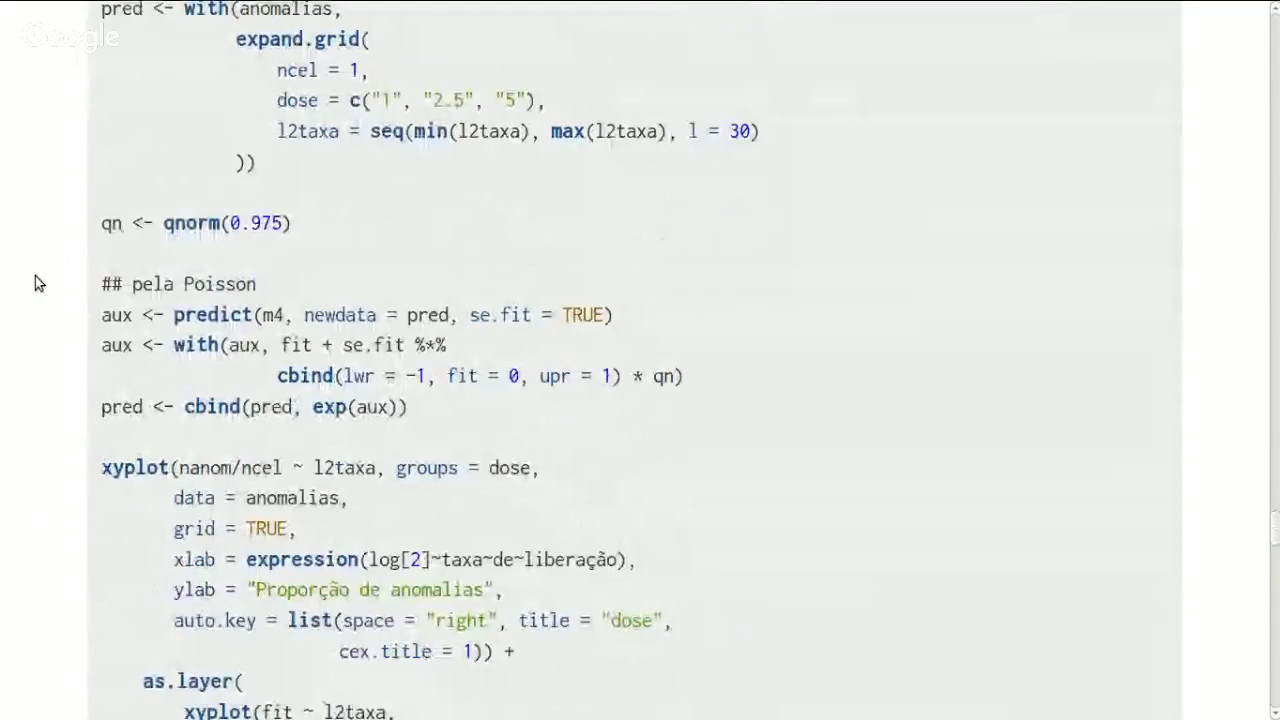 pred <- with(anomalias,
Google
expand.grid(
ncel = 1,
dose = c("1", "2.5", "5"),
l2taxa = seq(min(l2taxa), max(l2taxa), l = 30)
))
qn <- qnorm(0.975)
## pela Poisson
aux <- predict(m4, newdata = pred, se.fit = TRUE)
aux <- with(aux, fit + se.fit %*%
cbind(lwr = -1, fit = 0, upr = 1) * qn)
pred <- cbind(pred, exp(aux))
xyplot(nanom/ncel ~ l2taxa, groups = dose,
data = anomalias,
grid = TRUE,
xlab = expression(log[2]~taxa~de~liberação),
ylab = "Proporção de anomalias",
auto.key = list(space = "right", title = "dose",
cex.title = 1)) +
as.layer(
xyplot(fit ~ l2taxa,